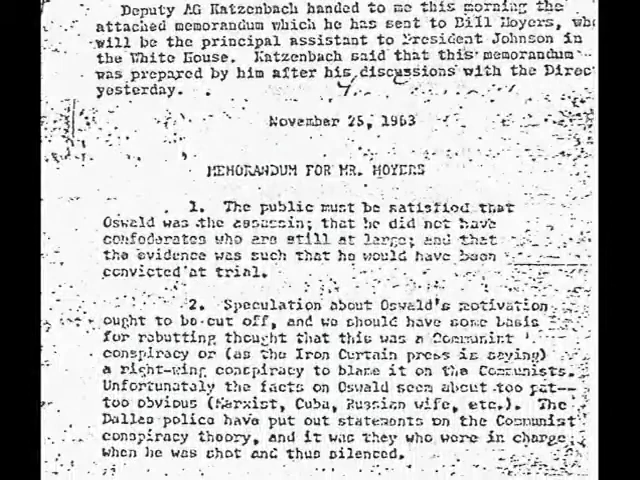 Deputy AG Katzenbach handed to me this morning the
attached memorandum which he has sent to Bill Moyers, who
will be the principal assistant to President Johnson in
the White House. Katzenbach said that this memorandum
was prepared by him after his discussions with the Direc
yesterday.
November 25, 1963
MEMORANDUM FOR MR. MOYERS
1. The public must be satisfied that
Oswald was the assassin; that he did not have
confederates who are still at large; and that
the evidence was such that he would have been
convicted at trial.
2. Speculation about Oswald's motivation
ought to be cut off, and we should have some basis
for rebutting thought that this was a Communist
conspiracy or (as the Iron Curtain press is saying)
a right-wing conspiracy to blame it on the Communists.
Unfortunately the facts on Oswald seem about too pat--
too obvious (Marxist, Cuba, Russian wife, etc.). The
Dallas police have put out statements on the Communist
conspiracy theory, and it was they who were in charge
when he was shot and thus silenced.